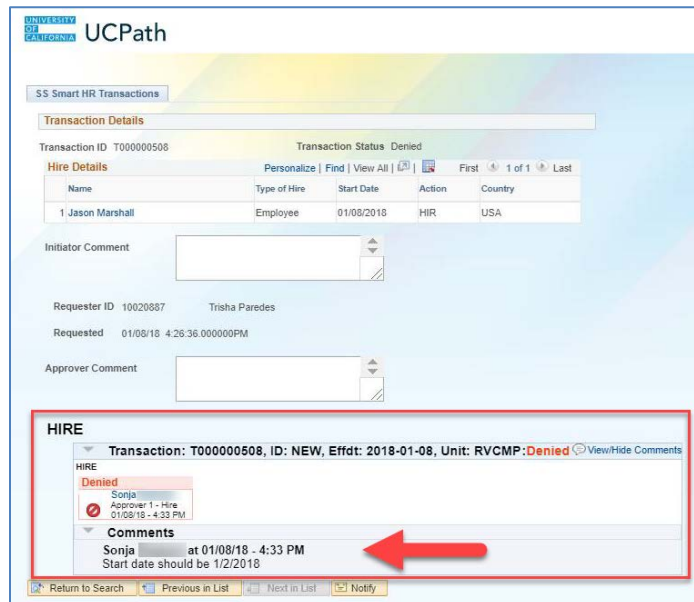 UNIVERSITY
OF
CALIFORNIA
UCPath
SS Smart HR Transactions
Transaction Details
Transaction ID T000000508 Transaction Status Denied
Hire Details Personalize | Find | View All | First 1 of 1 Last
Name Type of Hire Start Date Action Country
1 Jason Marshall Employee 01/08/2018 HIR USA
Initiator Comment
Requester ID 10020887 Trisha Paredes
Requested 01/08/18 4:26:36.000000PM
Approver Comment
HIRE
Transaction: T000000508, ID: NEW, Effdt: 2018-01-08, Unit: RVCMP:Denied View/Hide Comments
HIRE
Denied
Sonja
Approver 1 - Hire
01/08/18 - 4:33 PM
Comments
Sonja at 01/08/18 - 4:33 PM
Start date should be 1/2/2018
Return to Search Previous in List Next in List Notify